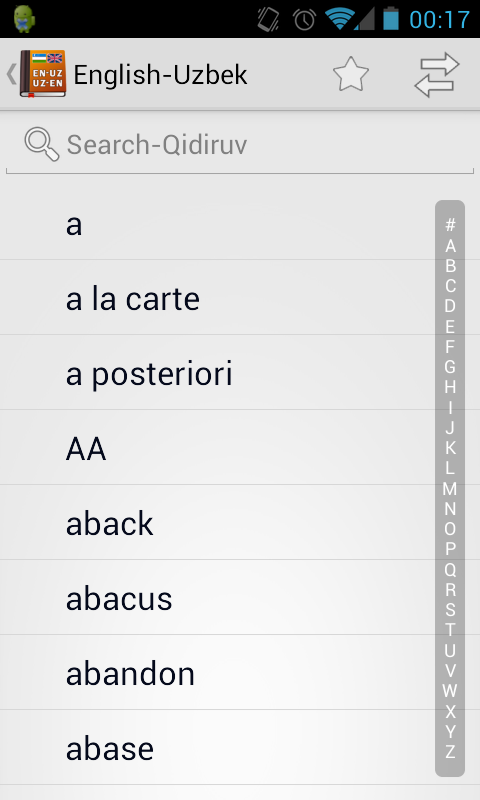 00:17
EN-UZ
UZ-EN
English-Uzbek
Search-Qidiruv
a
a la carte
a posteriori
AA
aback
abacus
abandon
abase
#
A
B
C
D
E
F
G
H
I
J
K
L
M
N
O
P
Q
R
S
T
U
V
W
X
Y
Z